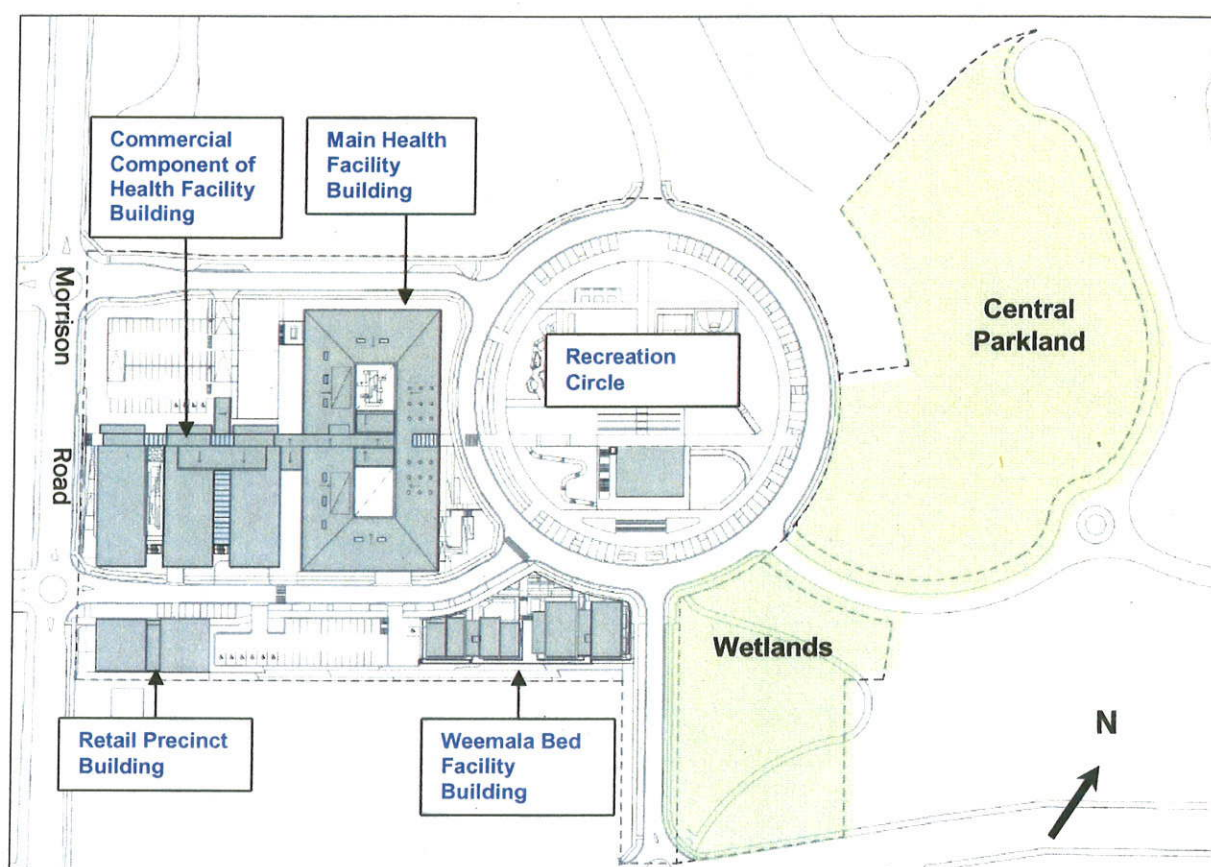 Commercial
Component of
Health Facility
Building
Main Health
Facility
Building
Morrison
Road
Recreation
Circle
Central
Parkland
Wetlands
Retail Precinct
Building
Weemala Bed
Facility
Building
N